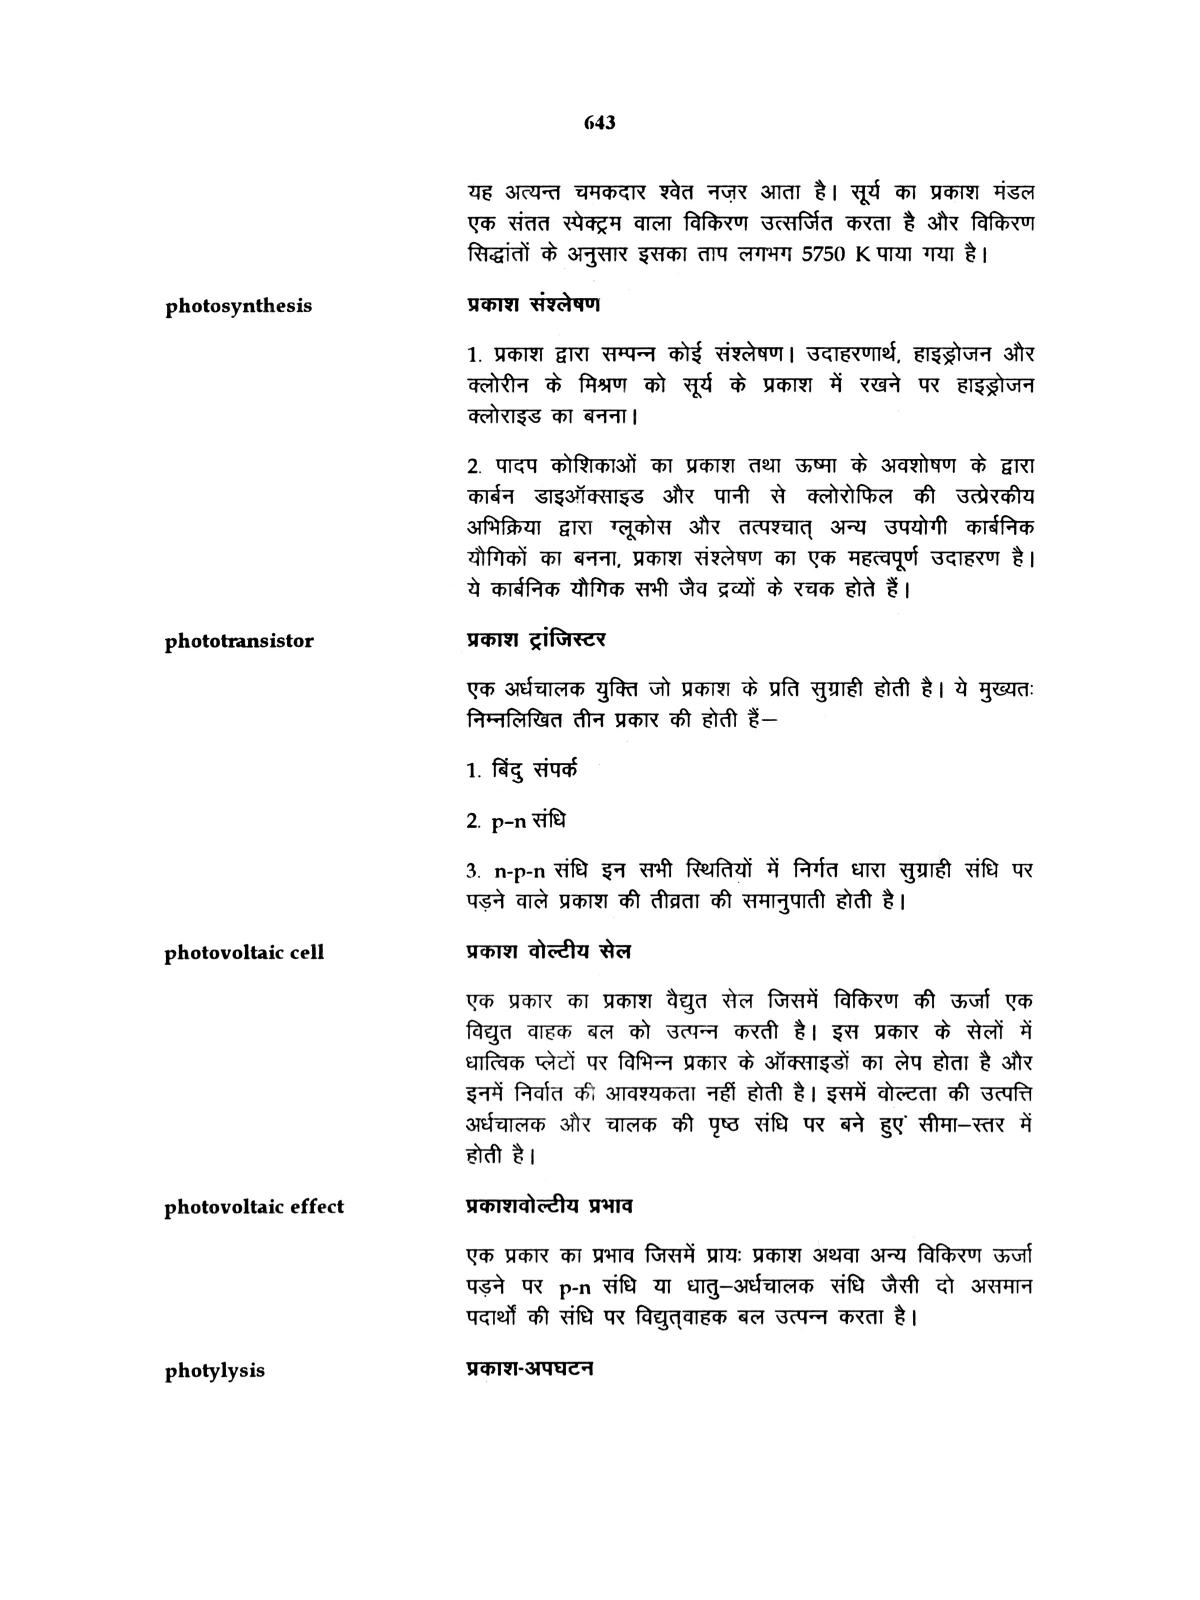 643
यह अत्यन्त चमकदार श्वेत नज़र आता है। सूर्य का प्रकाश मंडल
एक संतत स्पेक्ट्रम वाला विकिरण उत्सर्जित करता है और विकिरण
सिद्धांतों के अनुसार इसका ताप लगभग 5750 K पाया गया है।
photosynthesis प्रकाश संश्लेषण
1. प्रकाश द्वारा सम्पन्न कोई संश्लेषण। उदाहरणार्थ, हाइड्रोजन और
क्लोरीन के मिश्रण को सूर्य के प्रकाश में रखने पर हाइड्रोजन
क्लोराइड का बनना।
2. पादप कोशिकाओं का प्रकाश तथा ऊष्मा के अवशोषण के द्वारा
कार्बन डाइऑक्साइड और पानी से क्लोरोफिल की उत्प्रेरकीय
अभिक्रिया द्वारा ग्लूकोस और तत्पश्चात् अन्य उपयोगी कार्बनिक
यौगिकों का बनना, प्रकाश संश्लेषण का एक महत्वपूर्ण उदाहरण है।
ये कार्बनिक यौगिक सभी जैव द्रव्यों के रचक होते हैं।
phototransistor प्रकाश ट्रांजिस्टर
एक अर्धचालक युक्ति जो प्रकाश के प्रति सुग्राही होती है। ये मुख्यतः
निम्नलिखित तीन प्रकार की होती हैं–
1. बिंदु संपर्क
2. p–n संधि
3. n-p-n संधि इन सभी स्थितियों में निर्गत धारा सुग्राही संधि पर
पड़ने वाले प्रकाश की तीव्रता की समानुपाती होती है।
photovoltaic cell प्रकाश वोल्टीय सेल
एक प्रकार का प्रकाश वैद्युत सेल जिसमें विकिरण की ऊर्जा एक
विद्युत वाहक बल को उत्पन्न करती है। इस प्रकार के सेलों में
धात्विक प्लेटों पर विभिन्न प्रकार के ऑक्साइडों का लेप होता है और
इनमें निर्वात की आवश्यकता नहीं होती है। इसमें वोल्टता की उत्पत्ति
अर्धचालक और चालक की पृष्ठ संधि पर बने हुए सीमा–स्तर में
होती है।
photovoltaic effect प्रकाशवोल्टीय प्रभाव
एक प्रकार का प्रभाव जिसमें प्रायः प्रकाश अथवा अन्य विकिरण ऊर्जा
पड़ने पर p-n संधि या धातु–अर्धचालक संधि जैसी दो असमान
पदार्थों की संधि पर विद्युत्वाहक बल उत्पन्न करता है।
photylysis प्रकाश-अपघटन